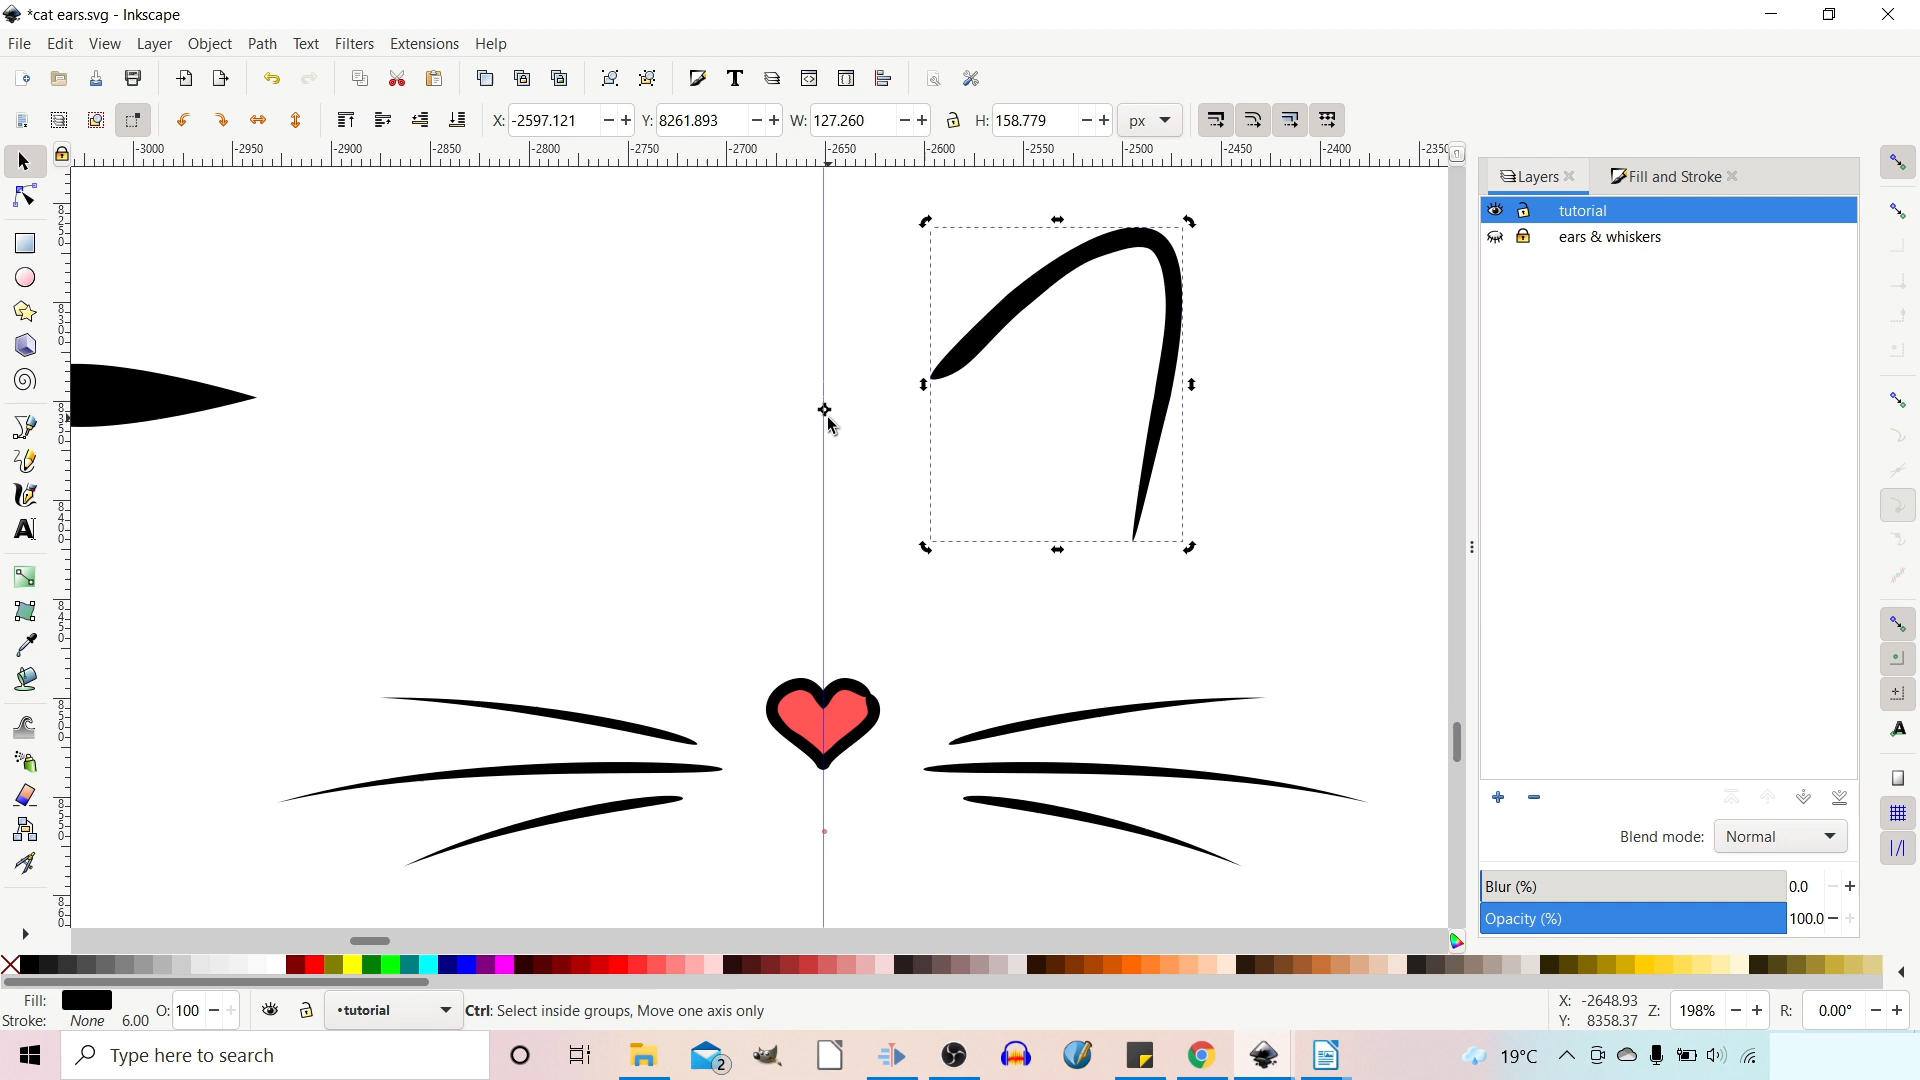 *cat ears.svg - Inkscape
File Edit View Layer Object Path Text Filters Extensions Help
X: -2597.121 Y: 8261.893 W: 127.260 H: 158.779 px
-3000 -2950 -2900 -2850 -2800 -2750 -2700 -2650 -2600 -2550 -2500 -2450 -2400 -2350
Layers Fill and Stroke
tutorial
ears & whiskers
Blend mode: Normal
Blur (%) 0.0
Opacity (%) 100.0
Fill: O: 100 •tutorial Ctrl: Select inside groups, Move one axis only X: -2648.93 Z: 198% R: 0.00°
Stroke: None 6.00 Y: 8358.37
Type here to search 2 19°C